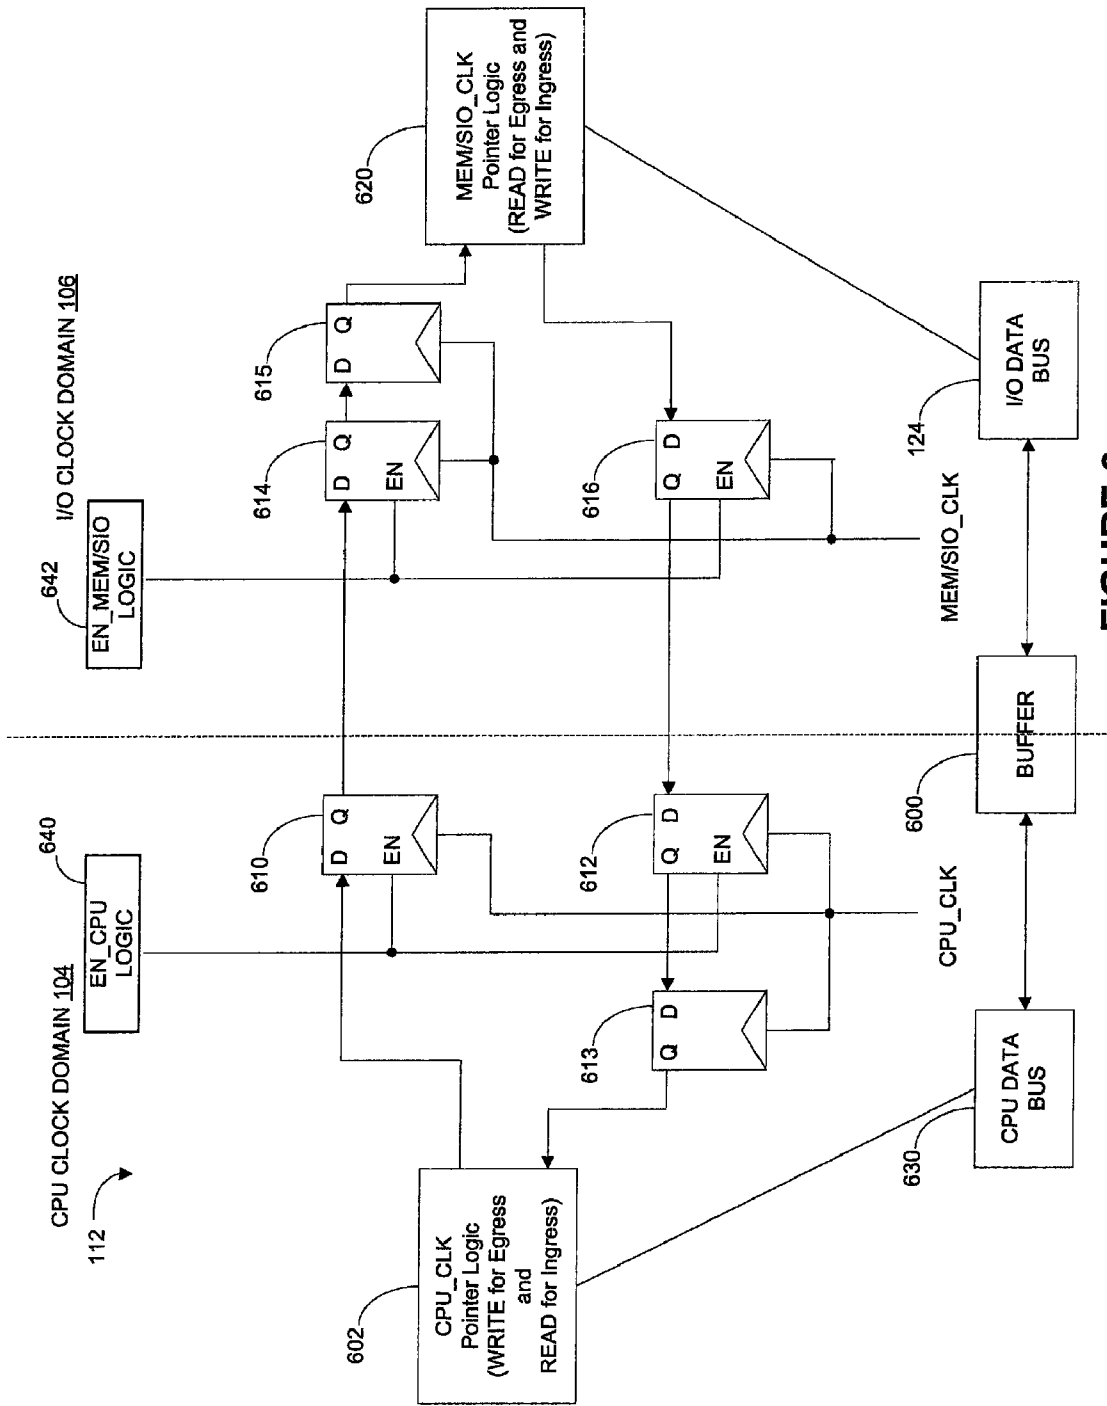 CPU CLOCK DOMAIN 104
I/O CLOCK DOMAIN 106
112
640
EN_CPU
LOGIC
642
EN_MEM/SIO
LOGIC
602
CPU_CLK
Pointer Logic
(WRITE for Egress
and
READ for Ingress)
610
D Q
EN
614
D Q
EN
615
D Q
620
MEM/SIO_CLK
Pointer Logic
(READ for Egress and
WRITE for Ingress)
613
Q D
612
Q D
EN
616
Q D
EN
CPU_CLK
MEM/SIO_CLK
630
CPU DATA
BUS
600
BUFFER
124
I/O DATA
BUS